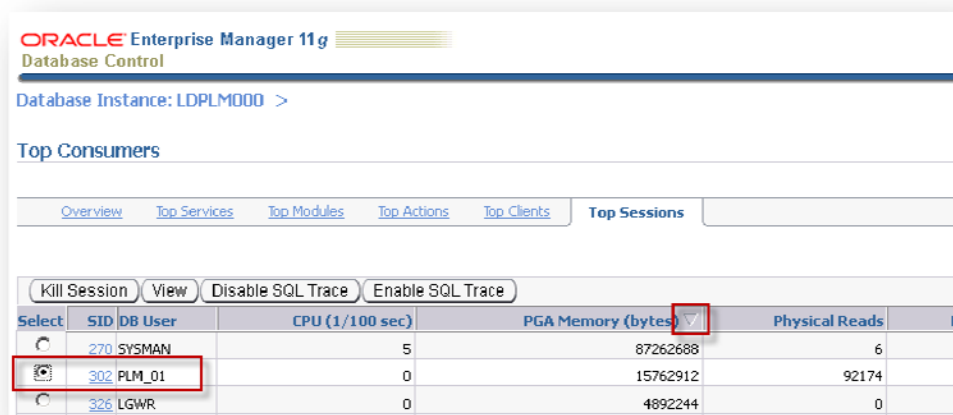 ORACLE Enterprise Manager 11g
Database Control
Database Instance: LDPLM000 >
Top Consumers
Overview Top Services Top Modules Top Actions Top Clients Top Sessions
Kill Session View Disable SQL Trace Enable SQL Trace
Select SID DB User CPU (1/100 sec) PGA Memory (bytes) Physical Reads
270 SYSMAN 5 87262688 6
302 PLM_01 0 15762912 92174
326 LGWR 0 4892244 0